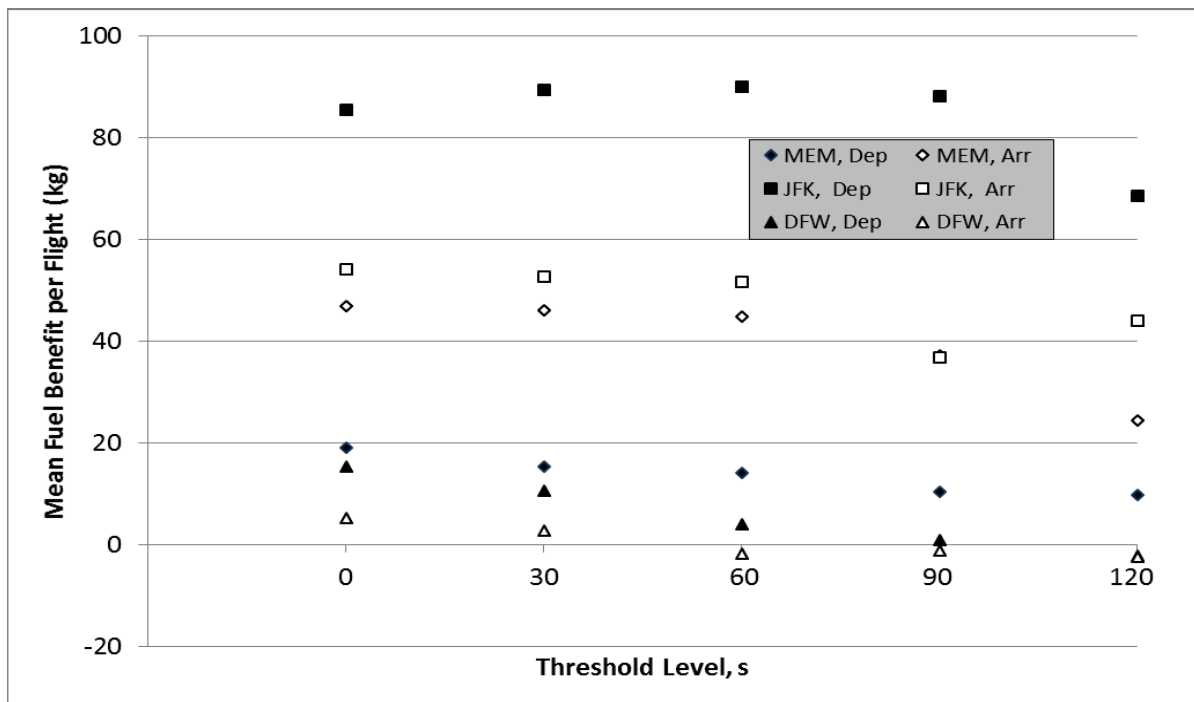 Mean Fuel Benefit per Flight (kg)
100
80
60
40
20
0
-20
MEM, Dep MEM, Arr
JFK, Dep JFK, Arr
DFW, Dep DFW, Arr
0 30 60 90 120
Threshold Level, s